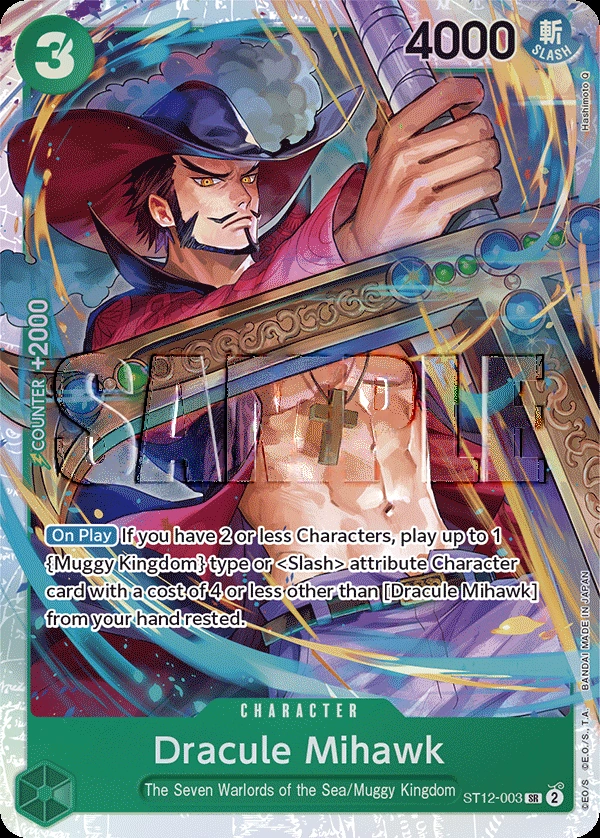 3
4000
斬
SLASH
Hashimoto Q
COUNTER +2000
SAMPLE
On Play If you have 2 or less Characters, play up to 1
{Muggy Kingdom} type or <Slash> attribute Character
card with a cost of 4 or less other than [Dracule Mihawk]
from your hand rested.
CHARACTER
Dracule Mihawk
The Seven Warlords of the Sea/Muggy Kingdom
ST12-003 SR 2
©E.O/S ©E.O./S., T.A. BANDAI MADE IN JAPAN